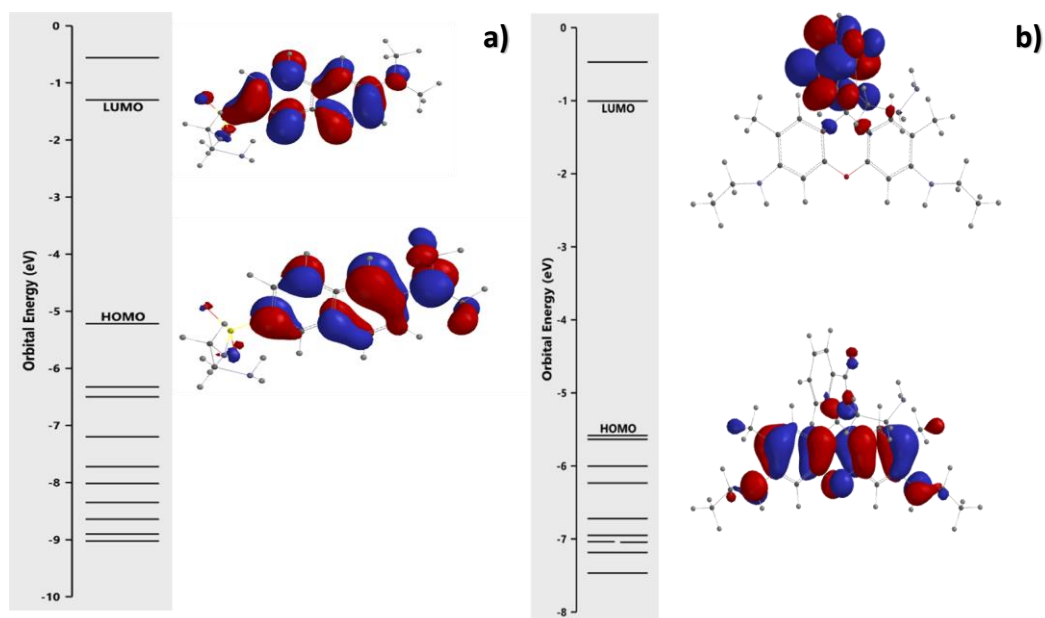 a)
0
-1
LUMO
-2
-3
-4
-5
HOMO
-6
-7
-8
-9
-10
Orbital Energy (eV)
b)
0
-1
LUMO
-2
-3
-4
-5
HOMO
-6
-7
-8
Orbital Energy (eV)